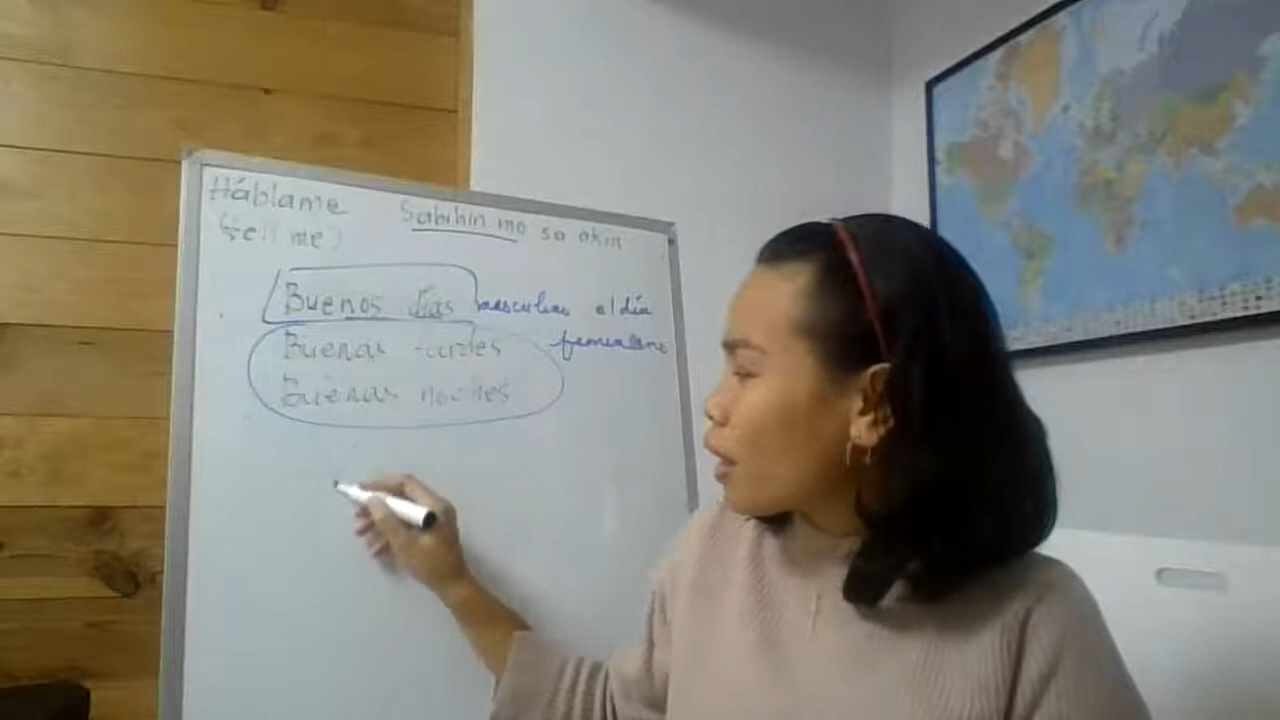 Háblame Sabihin mo sa akin
(tell me)
Buenos días masculino el día
Buenas tardes femenino
Buenas noches